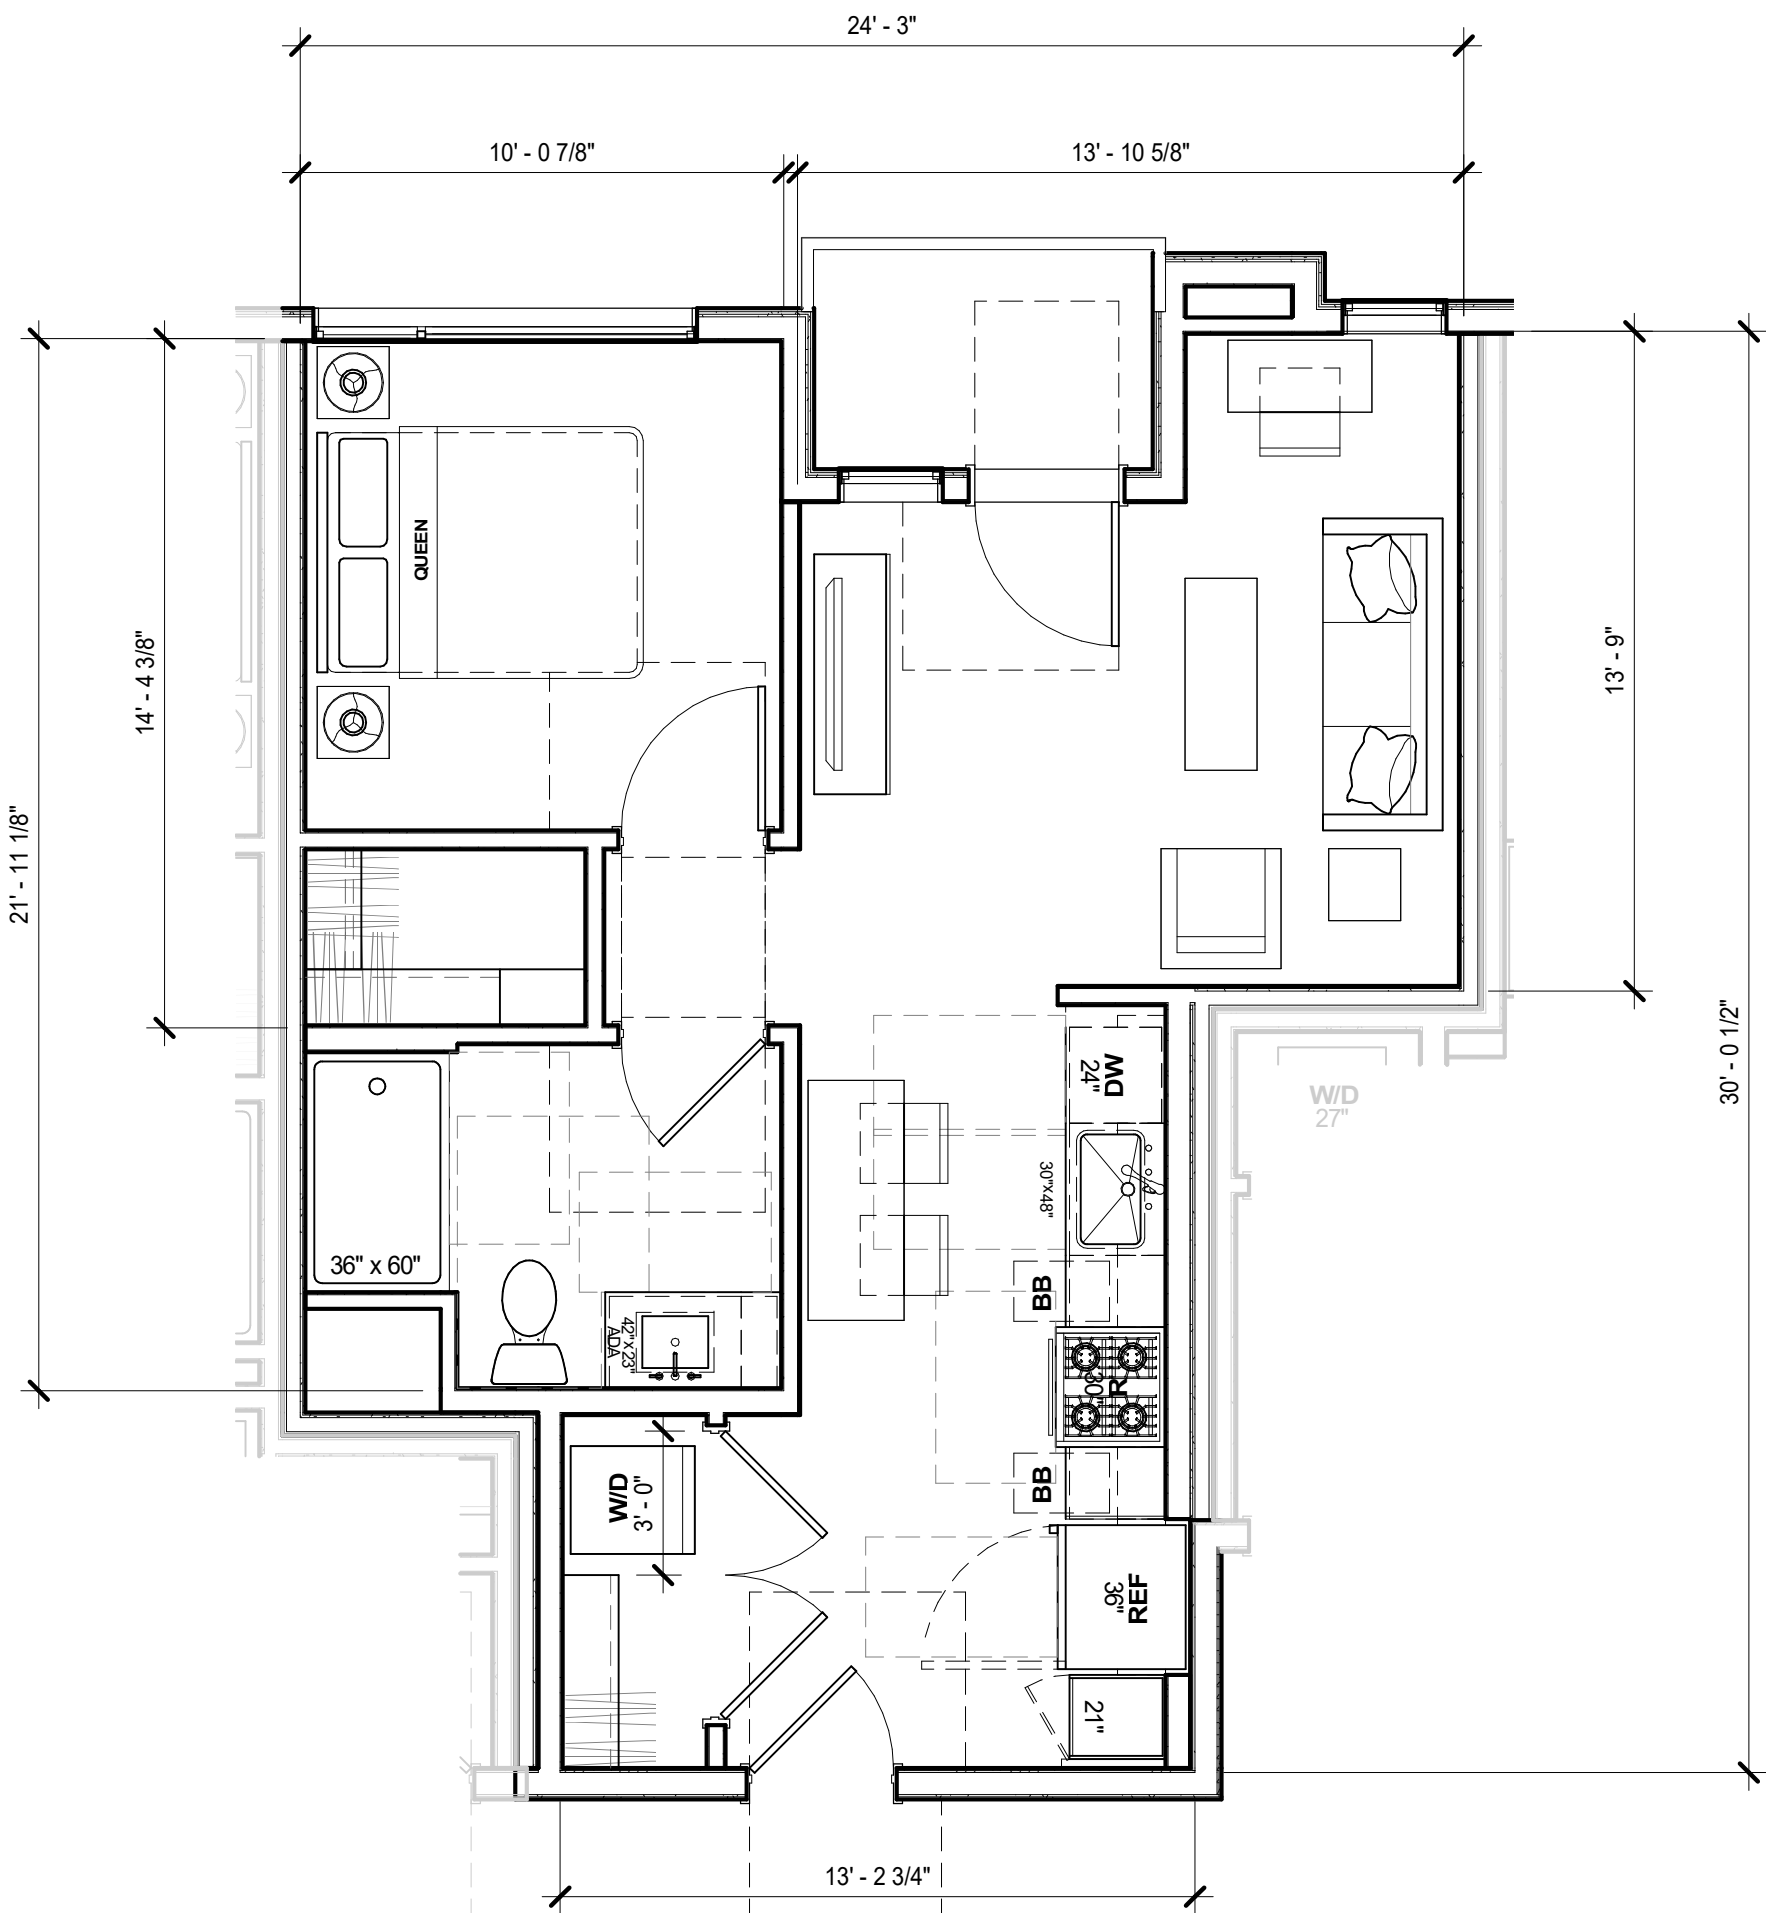 24' - 3"
10' - 0 7/8"
13' - 10 5/8"
QUEEN
14' - 4 3/8"
13' - 9"
21' - 11 1/8"
30' - 0 1/2"
DW
24"
W/D
27"
30"X48"
36" x 60"
BB
42"x23"
ADA
R
30"
BB
W/D
3' - 0"
REF
36"
21"
13' - 2 3/4"